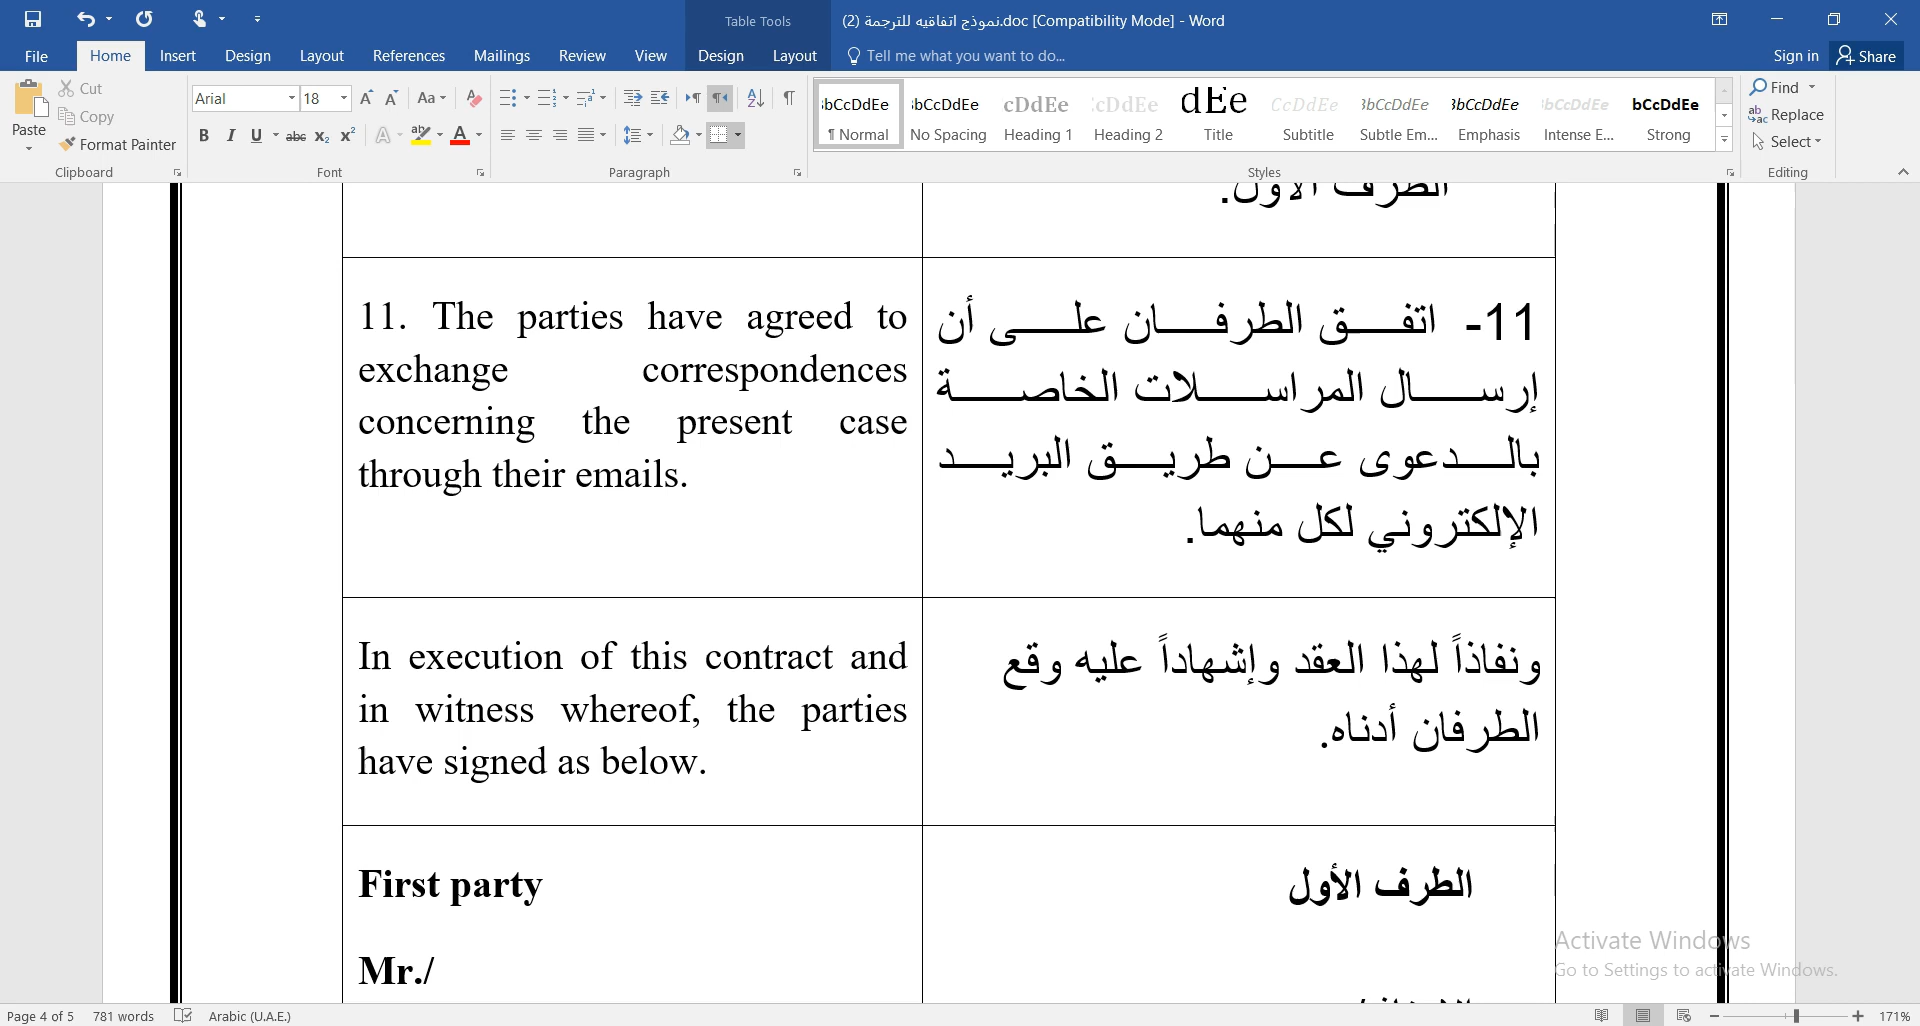 نموذج اتفاقيه للترجمة (2).doc [Compatibility Mode] - Word
Table Tools
File Home Insert Design Layout References Mailings Review View Design Layout Tell me what you want to do... Sign in Share
Paste
Cut
Copy
Format Painter
Clipboard
Arial 18
Font
Paragraph
¶ Normal
No Spacing
Heading 1
Heading 2
Title
Subtitle
Subtle Em...
Emphasis
Intense E...
Strong
Styles
Find
Replace
Select
Editing
الطرف الأول.
11. The parties have agreed to
exchange correspondences
concerning the present case
through their emails.
11- اتفق الطرفان على أن
إرسال المراسلات الخاصة
بالدعوى عن طريق البريد
الإلكتروني لكل منهما.
In execution of this contract and
in witness whereof, the parties
have signed as below.
ونفاذاً لهذا العقد وإشهاداً عليه وقع
الطرفان أدناه.
First party
Mr./
الطرف الأول
Activate Windows
Go to Settings to activate Windows.
Page 4 of 5 781 words Arabic (U.A.E.) 171%